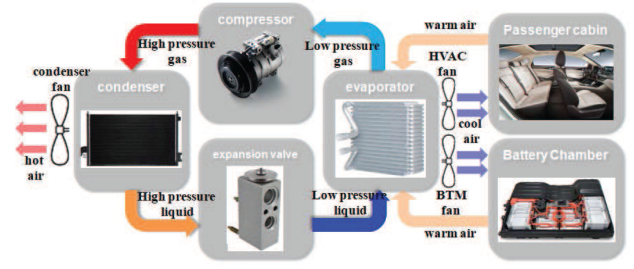 compressor
warm air
Passenger cabin
High pressure
gas
Low pressure
gas
HVAC
fan
condenser
fan
condenser
evaporator
cool
air
hot
air
expansion valve
Battery Chamber
High pressure
liquid
Low pressure
liquid
BTM
fan
warm air